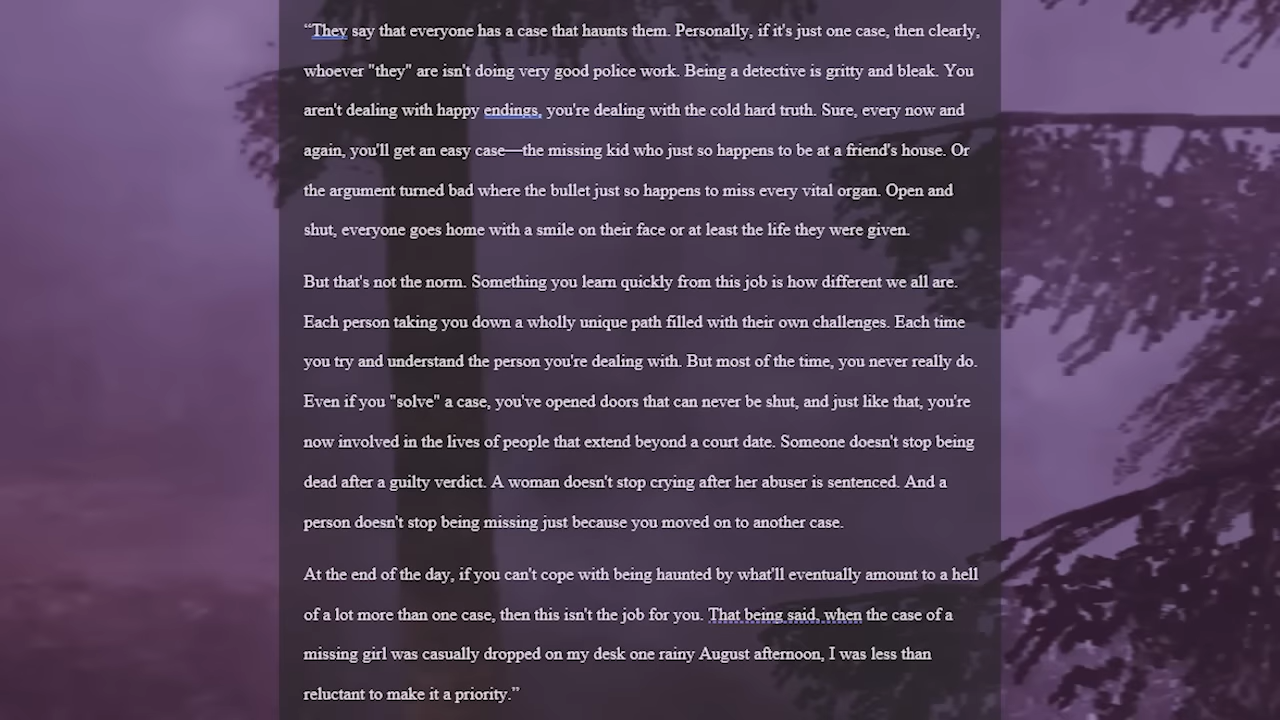 “They say that everyone has a case that haunts them. Personally, if it's just one case, then clearly,
whoever "they" are isn't doing very good police work. Being a detective is gritty and bleak. You
aren't dealing with happy endings, you're dealing with the cold hard truth. Sure, every now and
again, you'll get an easy case—the missing kid who just so happens to be at a friend's house. Or
the argument turned bad where the bullet just so happens to miss every vital organ. Open and
shut, everyone goes home with a smile on their face or at least the life they were given.
But that's not the norm. Something you learn quickly from this job is how different we all are.
Each person taking you down a wholly unique path filled with their own challenges. Each time
you try and understand the person you're dealing with. But most of the time, you never really do.
Even if you "solve" a case, you've opened doors that can never be shut, and just like that, you're
now involved in the lives of people that extend beyond a court date. Someone doesn't stop being
dead after a guilty verdict. A woman doesn't stop crying after her abuser is sentenced. And a
person doesn't stop being missing just because you moved on to another case.
At the end of the day, if you can't cope with being haunted by what'll eventually amount to a hell
of a lot more than one case, then this isn't the job for you. That being said, when the case of a
missing girl was casually dropped on my desk one rainy August afternoon, I was less than
reluctant to make it a priority.”